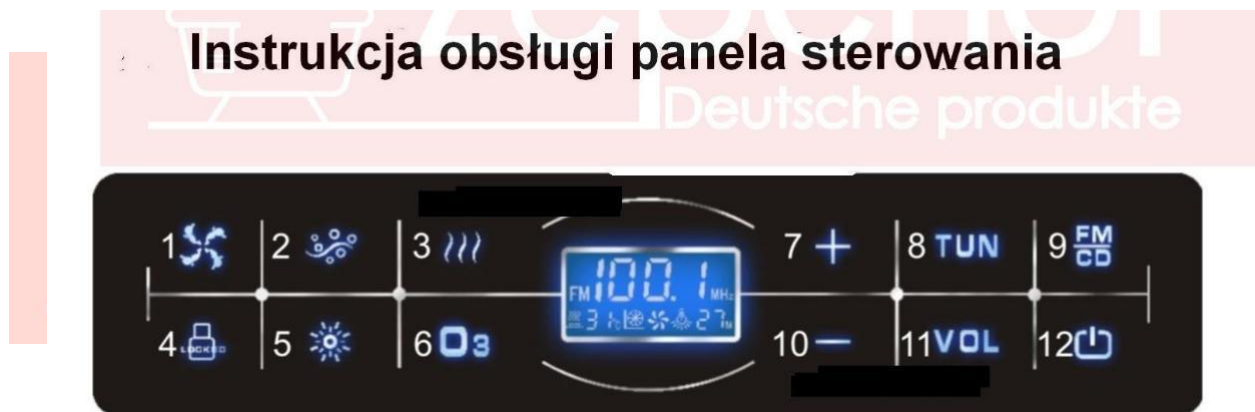 Instrukcja obsługi panela sterowania
Deutsche produkte
1 2 3 7 + 8 TUN 9 FM
CD
FM 100.1 MHz
4 LOCKED 5 6 O3 10 − 11 VOL 12